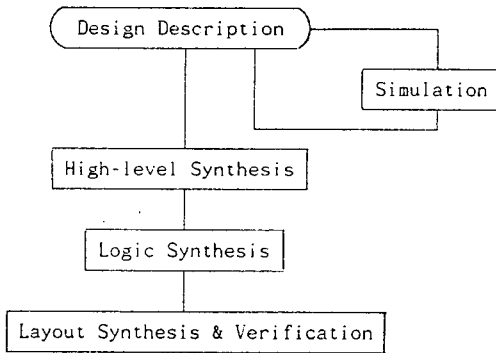 Design Description
Simulation
High-level Synthesis
Logic Synthesis
Layout Synthesis & Verification